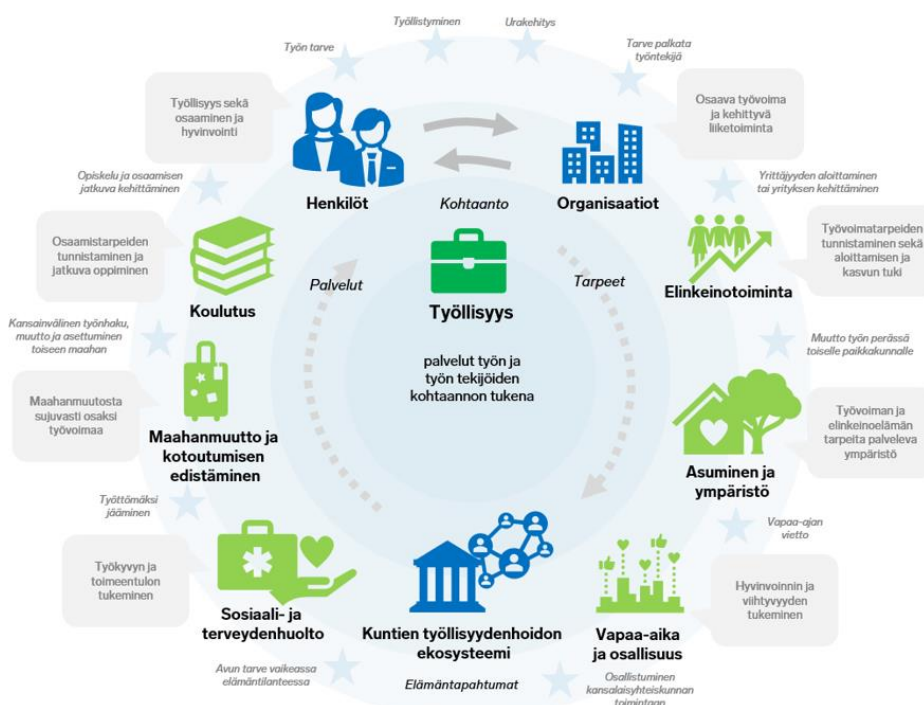 Työllistyminen
Urakehitys
Työn tarve
Tarve palkata
työntekijä
Työllisyys sekä
osaaminen ja
hyvinvointi
Osaava työvoima
ja kehittyvä
liiketoiminta
Opiskelu ja osaamisen
jatkuva kehittäminen
Henkilöt
Kohtaanto
Organisaatiot
Yrittäjyyden aloittaminen
tai yrityksen kehittäminen
Osaamistarpeiden
tunnistaminen ja
jatkuva oppiminen
Koulutus
Palvelut
Työllisyys
Tarpeet
Elinkeinotoiminta
Työvoimatarpeiden
tunnistaminen sekä
aloittamisen ja
kasvun tuki
Kansainvälinen työnhaku,
muutto ja asettuminen
toiseen maahan
palvelut työn ja
työn tekijöiden
kohtaannon tukena
Muutto työn perässä
toiselle paikkakunnalle
Maahanmuutosta
sujuvasti osaksi
työvoimaa
Maahanmuutto ja
kotoutumisen
edistäminen
Asuminen ja
ympäristö
Työvoiman ja
elinkeinoelämän
tarpeita palveleva
ympäristö
Työttömäksi
jääminen
Vapaa-ajan
vietto
Työkyvyn ja
toimeentulon
tukeminen
Sosiaali- ja
terveydenhuolto
Kuntien työllisyydenhoidon
ekosysteemi
Vapaa-aika
ja osallisuus
Hyvinvoinnin ja
viihtyvyyden
tukeminen
Avun tarve vaikeassa
elämäntilanteessa
Elämäntapahtumat
Osallistuminen
kansalaisyhteiskunnan
toimintaan